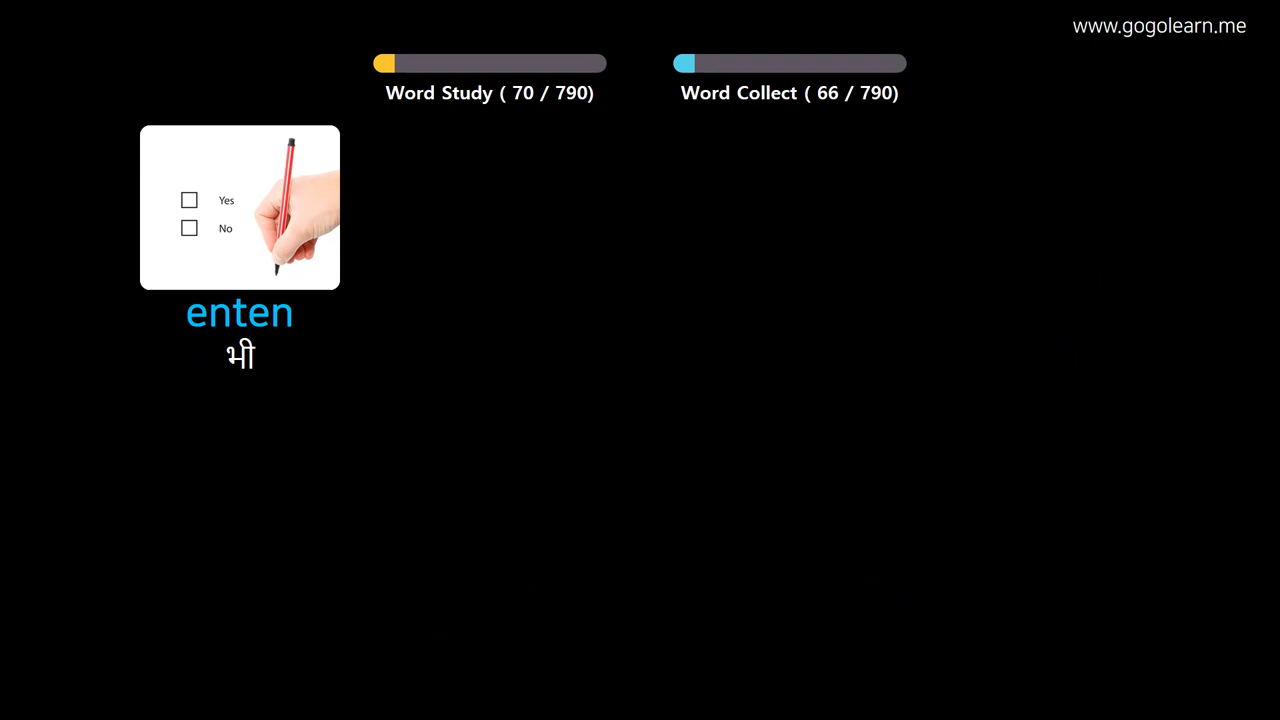 www.gogolearn.me
Word Study ( 70 / 790)
Word Collect ( 66 / 790)
Yes
No
enten
भी